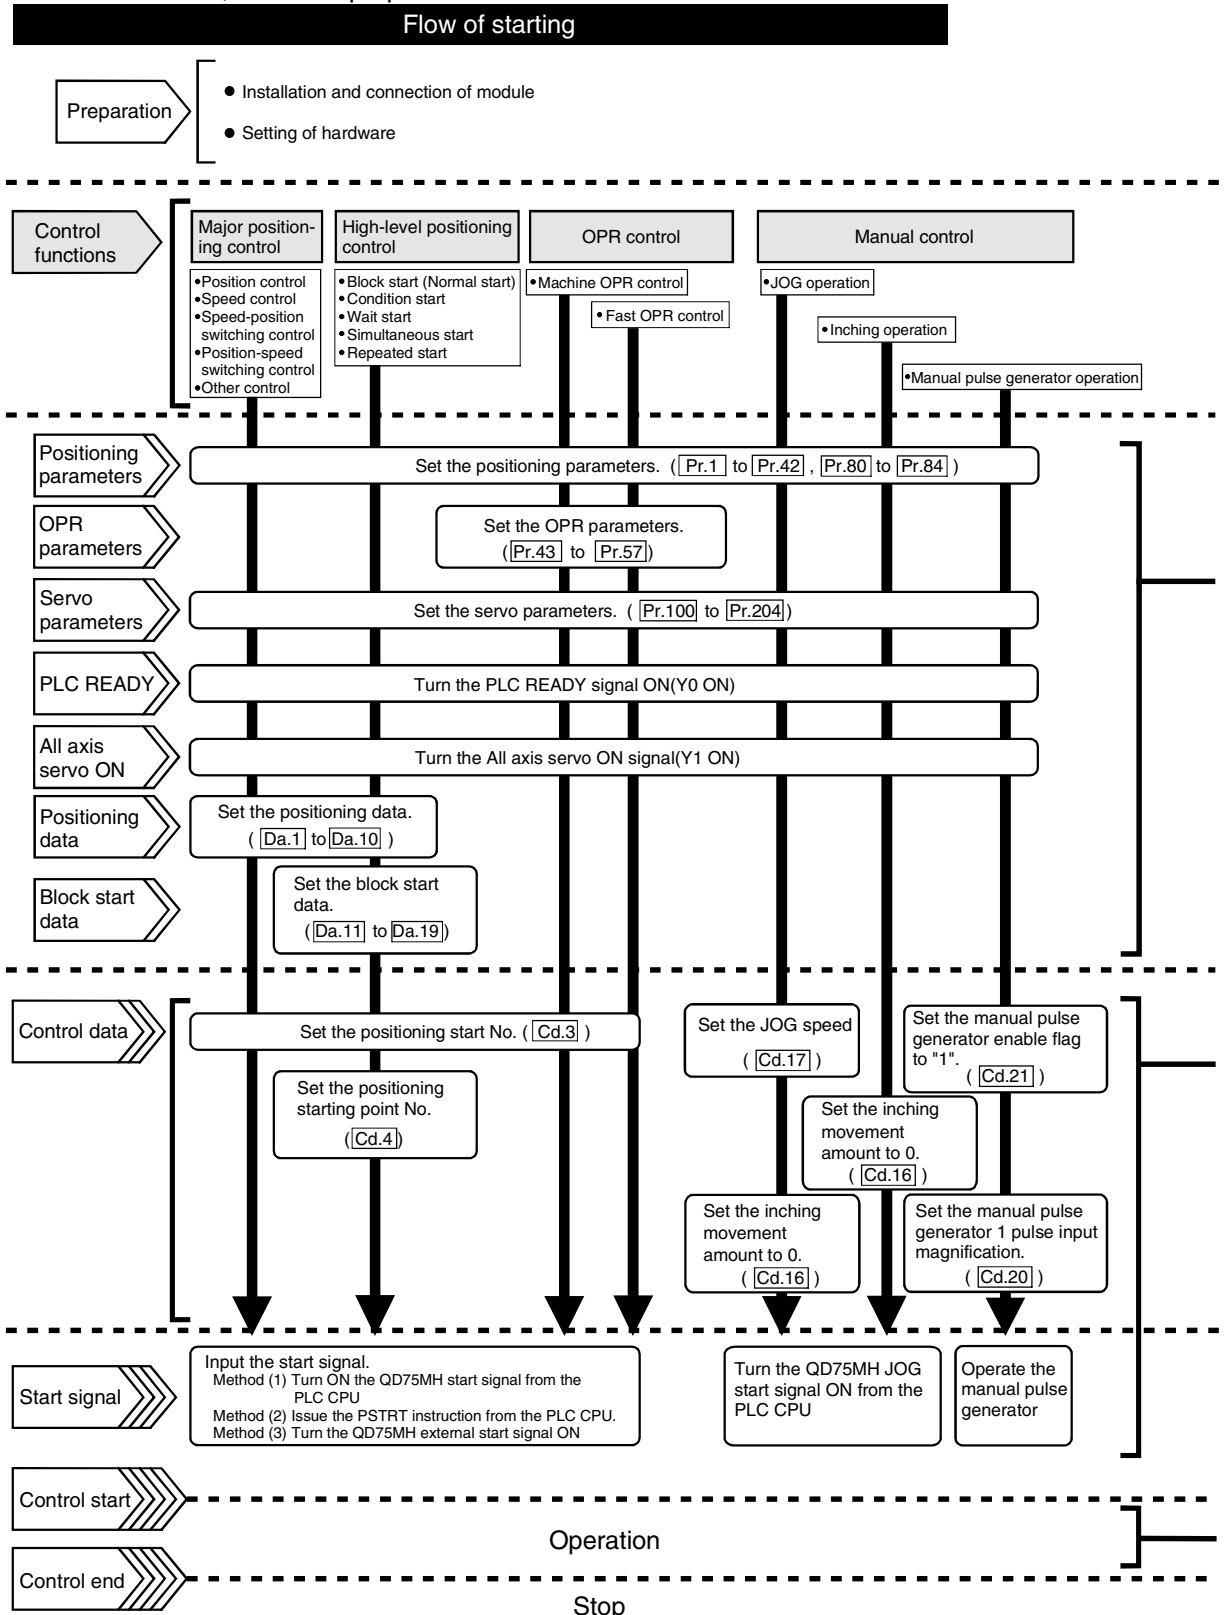 Flow of starting
Preparation
● Installation and connection of module
● Setting of hardware
Control
functions
Major position-
ing control
High-level positioning
control
OPR control
Manual control
•Position control
•Speed control
•Speed-position
switching control
•Position-speed
switching control
•Other control
•Block start (Normal start)
•Condition start
•Wait start
•Simultaneous start
•Repeated start
•Machine OPR control
• Fast OPR control
•JOG operation
•Inching operation
•Manual pulse generator operation
Positioning
parameters
Set the positioning parameters. ( Pr.1 to Pr.42 , Pr.80 to Pr.84 )
OPR
parameters
Set the OPR parameters.
( Pr.43 to Pr.57 )
Servo
parameters
Set the servo parameters. ( Pr.100 to Pr.204 )
PLC READY
Turn the PLC READY signal ON(Y0 ON)
All axis
servo ON
Turn the All axis servo ON signal(Y1 ON)
Positioning
data
Set the positioning data.
( Da.1 to Da.10 )
Block start
data
Set the block start
data.
( Da.11 to Da.19 )
Control data
Set the positioning start No. ( Cd.3 )
Set the positioning
starting point No.
( Cd.4 )
Set the JOG speed
( Cd.17 )
Set the manual pulse
generator enable flag
to "1".
( Cd.21 )
Set the inching
movement
amount to 0.
( Cd.16 )
Set the inching
movement
amount to 0.
( Cd.16 )
Set the manual pulse
generator 1 pulse input
magnification.
( Cd.20 )
Start signal
Input the start signal.
Method (1) Turn ON the QD75MH start signal from the
PLC CPU
Method (2) Issue the PSTRT instruction from the PLC CPU.
Method (3) Turn the QD75MH external start signal ON
Turn the QD75MH JOG
start signal ON from the
PLC CPU
Operate the
manual pulse
generator
Control start
Operation
Control end
Stop